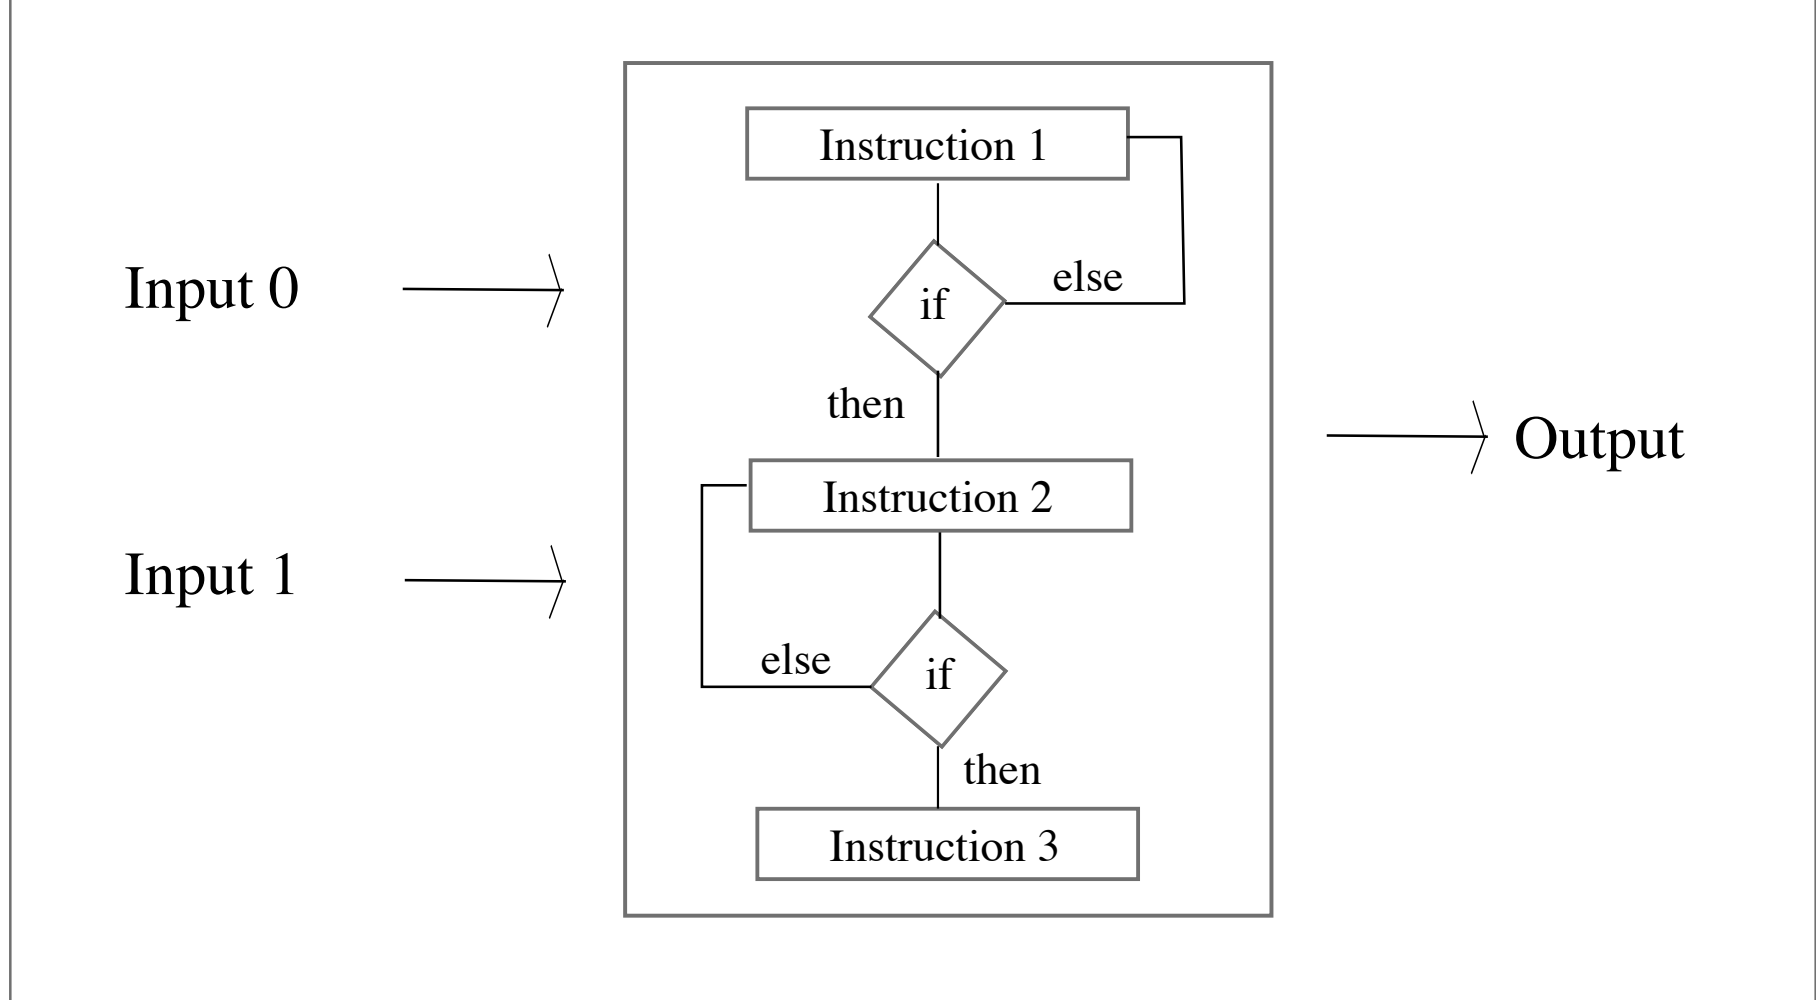 Input 0
Input 1
Instruction 1
if
else
then
Instruction 2
if
else
then
Instruction 3
Output